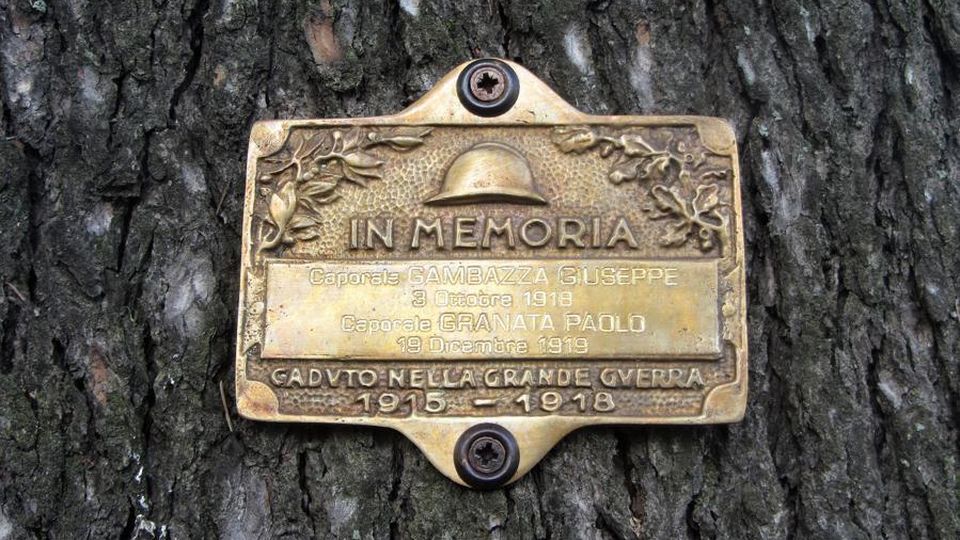 IN MEMORIA
Caporale GAMBAZZA GIUSEPPE
3 Ottobre 1918
Caporale GRANATA PAOLO
19 Dicembre 1919
CADVTO NELLA GRANDE GVERRA
1915 - 1918